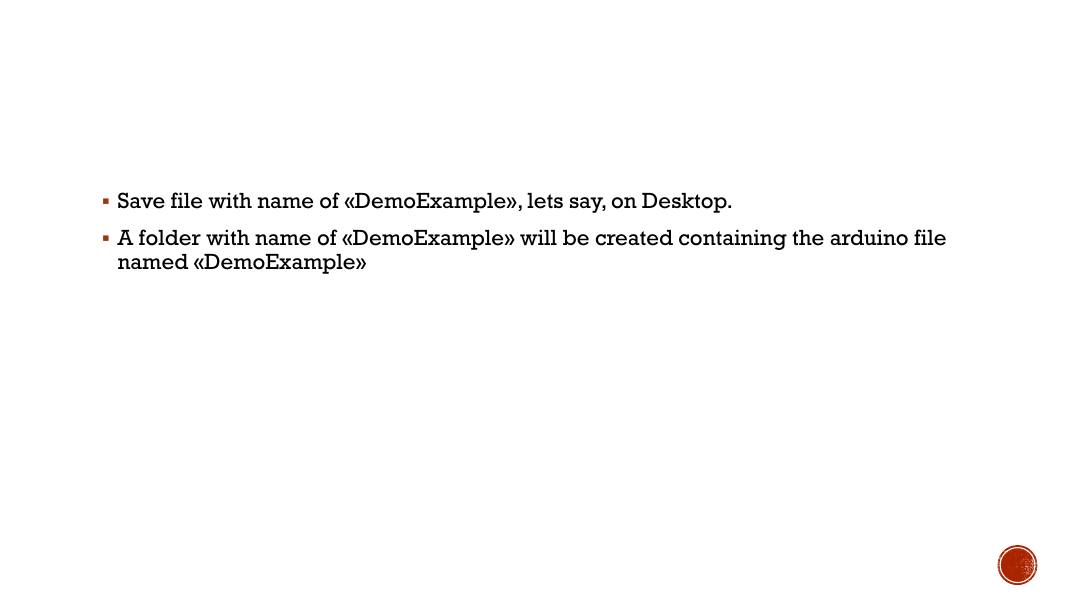 ▪ Save file with name of «DemoExample», lets say, on Desktop.
▪ A folder with name of «DemoExample» will be created containing the arduino file
named «DemoExample»